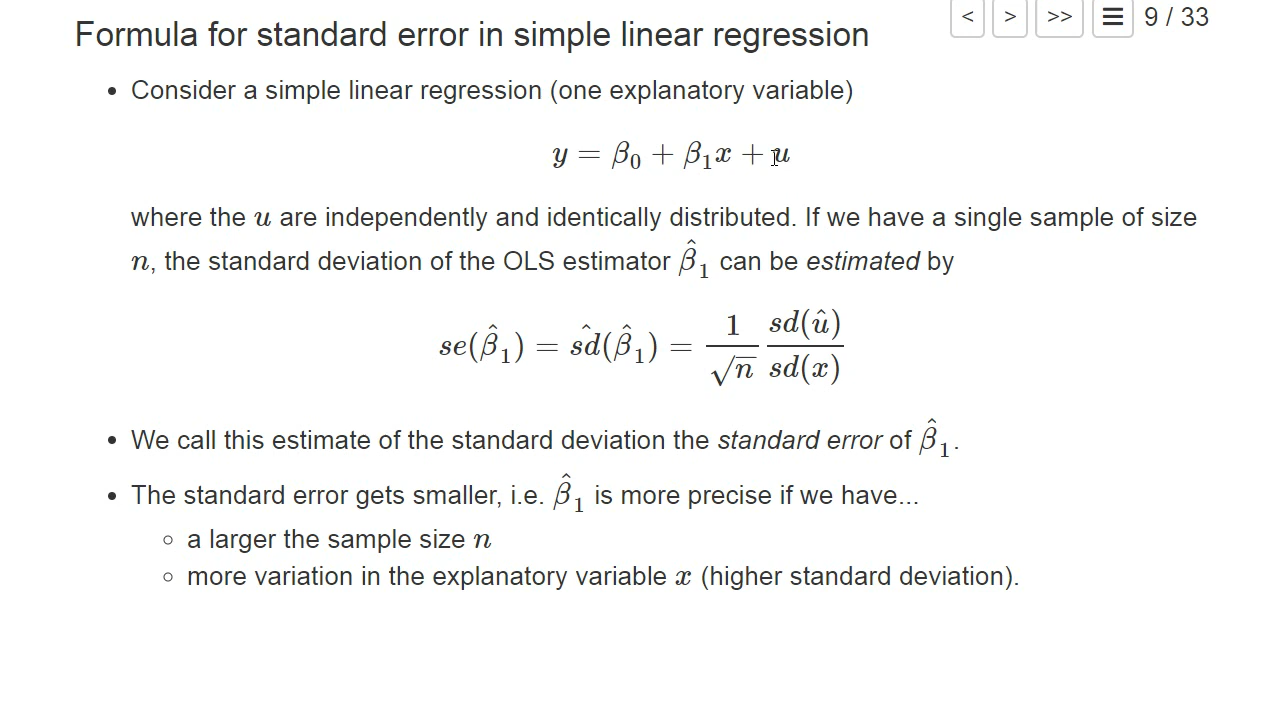 Formula for standard error in simple linear regression
< > >> ☰ 9 / 33
• Consider a simple linear regression (one explanatory variable)
y = β₀ + β₁x + u
where the u are independently and identically distributed. If we have a single sample of size
n, the standard deviation of the OLS estimator β̂₁ can be estimated by
se(β̂₁) = ŝd(β̂₁) = 1/√n sd(û)/sd(x)
• We call this estimate of the standard deviation the standard error of β̂₁.
• The standard error gets smaller, i.e. β̂₁ is more precise if we have...
○ a larger the sample size n
○ more variation in the explanatory variable x (higher standard deviation).